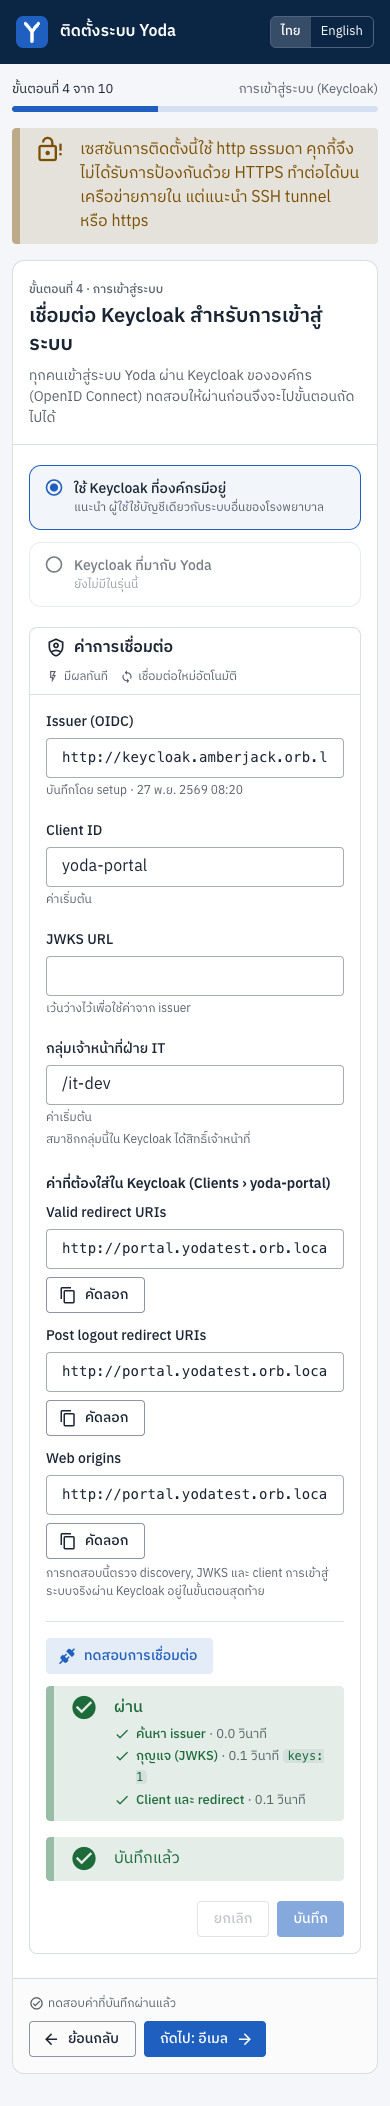 ติดตั้งระบบ Yoda
ไทย
English
ขั้นตอนที่ 4 จาก 10
การเข้าสู่ระบบ (Keycloak)
เซสชันการติดตั้งนี้ใช้ http ธรรมดา คุกกี้จึง
ไม่ได้รับการป้องกันด้วย HTTPS ทำต่อได้บน
เครือข่ายภายใน แต่แนะนำ SSH tunnel
หรือ https
ขั้นตอนที่ 4 · การเข้าสู่ระบบ
เชื่อมต่อ Keycloak สำหรับการเข้าสู่
ระบบ
ทุกคนเข้าสู่ระบบ Yoda ผ่าน Keycloak ขององค์กร
(OpenID Connect) ทดสอบให้ผ่านก่อนจึงจะไปขั้นตอนถัด
ไปได้
ใช้ Keycloak ที่องค์กรมีอยู่
แนะนำ ผู้ใช้ใช้บัญชีเดียวกับระบบอื่นของโรงพยาบาล
Keycloak ที่มากับ Yoda
ยังไม่มีในรุ่นนี้
ค่าการเชื่อมต่อ
มีผลทันที
เชื่อมต่อใหม่อัตโนมัติ
Issuer (OIDC)
http://keycloak.amberjack.orb.l
บันทึกโดย setup · 27 พ.ย. 2569 08:20
Client ID
yoda-portal
ค่าเริ่มต้น
JWKS URL
เว้นว่างไว้เพื่อใช้ค่าจาก issuer
กลุ่มเจ้าหน้าที่ฝ่าย IT
/it-dev
ค่าเริ่มต้น
สมาชิกกลุ่มนี้ใน Keycloak ได้สิทธิ์เจ้าหน้าที่
ค่าที่ต้องใส่ใน Keycloak (Clients › yoda-portal)
Valid redirect URIs
http://portal.yodatest.orb.loca
คัดลอก
Post logout redirect URIs
http://portal.yodatest.orb.loca
คัดลอก
Web origins
http://portal.yodatest.orb.loca
คัดลอก
การทดสอบนี้ตรวจ discovery, JWKS และ client การเข้าสู่
ระบบจริงผ่าน Keycloak อยู่ในขั้นตอนสุดท้าย
ทดสอบการเชื่อมต่อ
ผ่าน
ค้นหา issuer · 0.0 วินาที
กุญแจ (JWKS) · 0.1 วินาที keys:
1
Client และ redirect · 0.1 วินาที
บันทึกแล้ว
ยกเลิก
บันทึก
ทดสอบค่าที่บันทึกผ่านแล้ว
ย้อนกลับ
ถัดไป: อีเมล